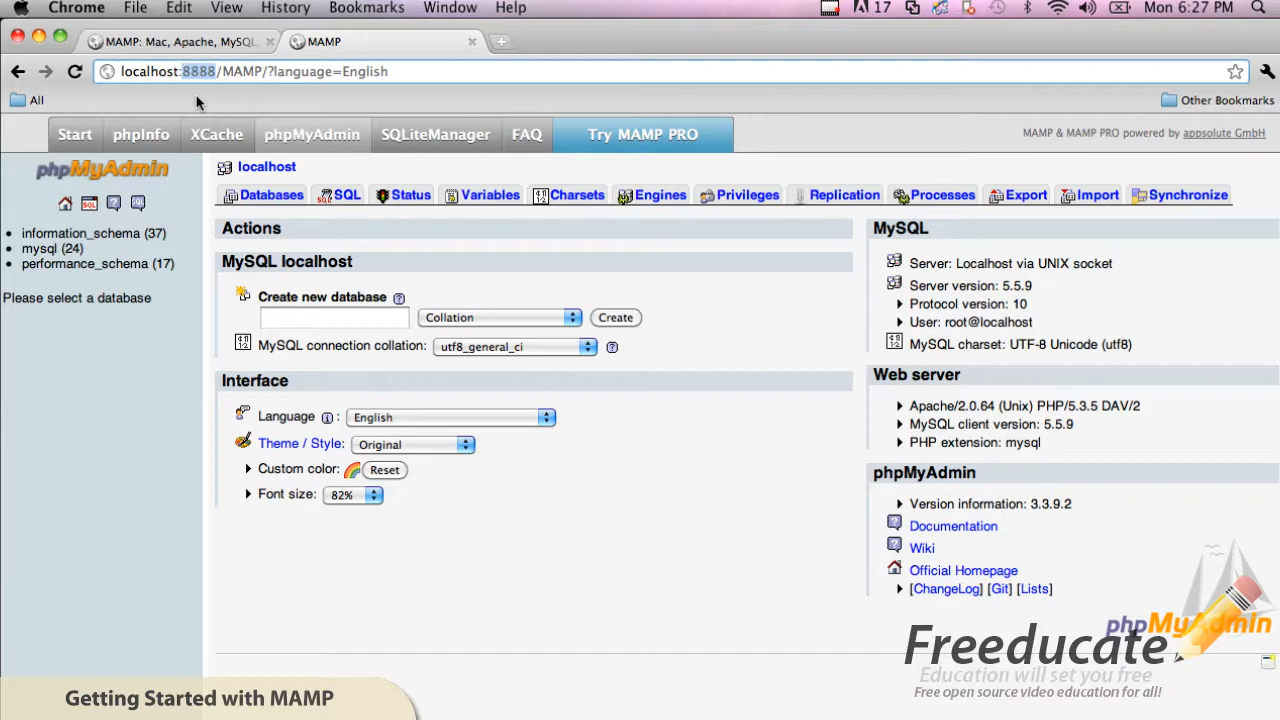 Chrome File Edit View History Bookmarks Window Help 17 Mon 6:27 PM
MAMP: Mac, Apache, MySQL, MAMP
localhost:8888/MAMP/?language=English
All Other Bookmarks
Start phpInfo XCache phpMyAdmin SQLiteManager FAQ Try MAMP PRO MAMP & MAMP PRO powered by appsolute GmbH
phpMyAdmin
localhost
Databases SQL Status Variables Charsets Engines Privileges Replication Processes Export Import Synchronize
information_schema (37)
mysql (24)
performance_schema (17)
Please select a database
Actions
MySQL localhost
Create new database
Collation Create
MySQL connection collation: utf8_general_ci
Interface
Language : English
Theme / Style: Original
Custom color: Reset
Font size: 82%
MySQL
Server: Localhost via UNIX socket
Server version: 5.5.9
Protocol version: 10
User: root@localhost
MySQL charset: UTF-8 Unicode (utf8)
Web server
Apache/2.0.64 (Unix) PHP/5.3.5 DAV/2
MySQL client version: 5.5.9
PHP extension: mysql
phpMyAdmin
Version information: 3.3.9.2
Documentation
Wiki
Official Homepage
[ChangeLog] [Git] [Lists]
phpMyAdmin
Freeducate
Education will set you free
Free open source video education for all!
Getting Started with MAMP